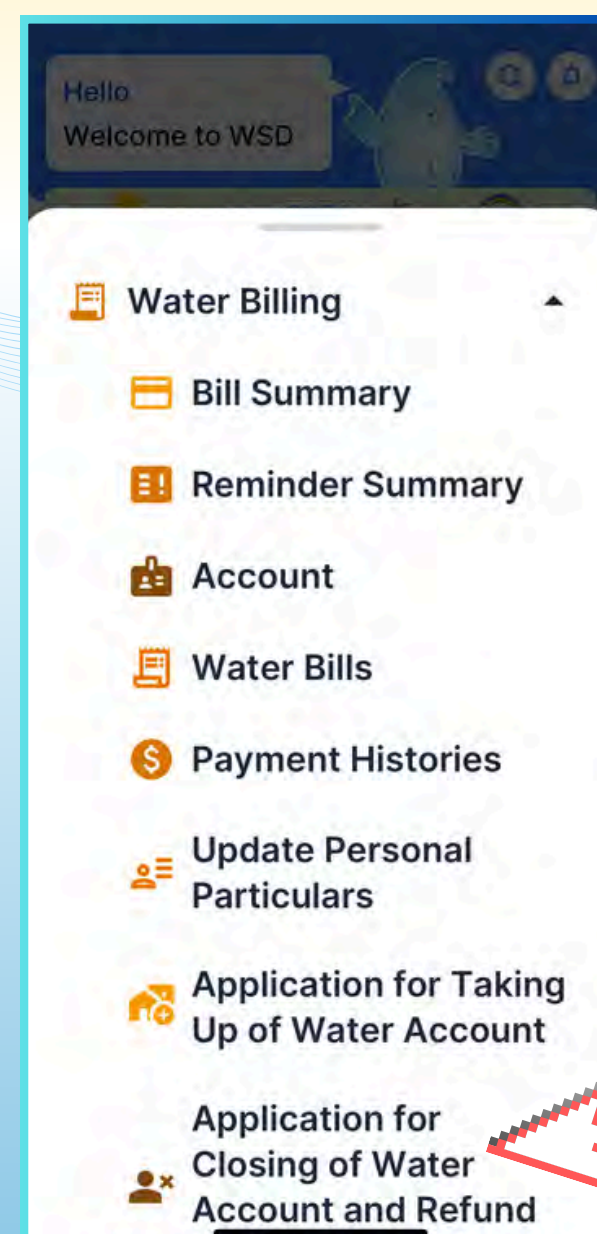 Hello
Welcome to WSD
Water Billing
Bill Summary
Reminder Summary
Account
Water Bills
Payment Histories
Update Personal
Particulars
Application for Taking
Up of Water Account
Application for
Closing of Water
Account and Refund